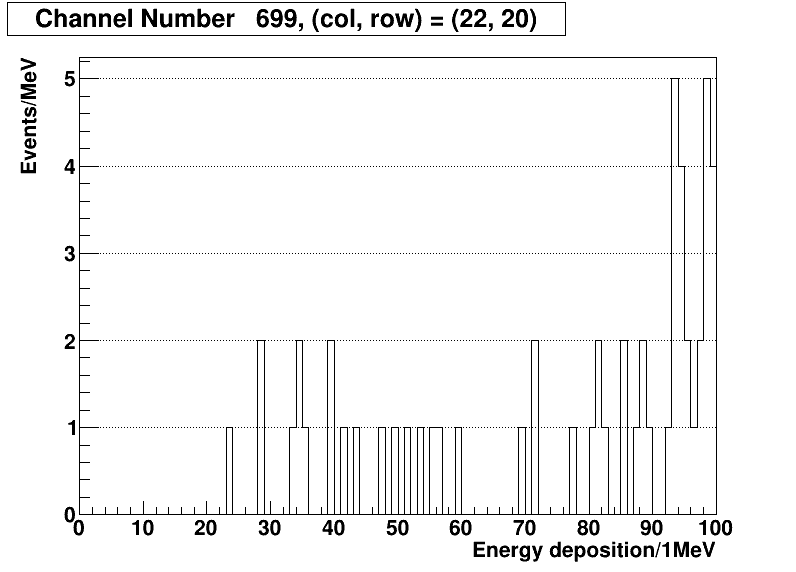 Channel Number 699, (col, row) = (22, 20)
Events/MeV
5
4
3
2
1
0
0 10 20 30 40 50 60 70 80 90 100
Energy deposition/1MeV